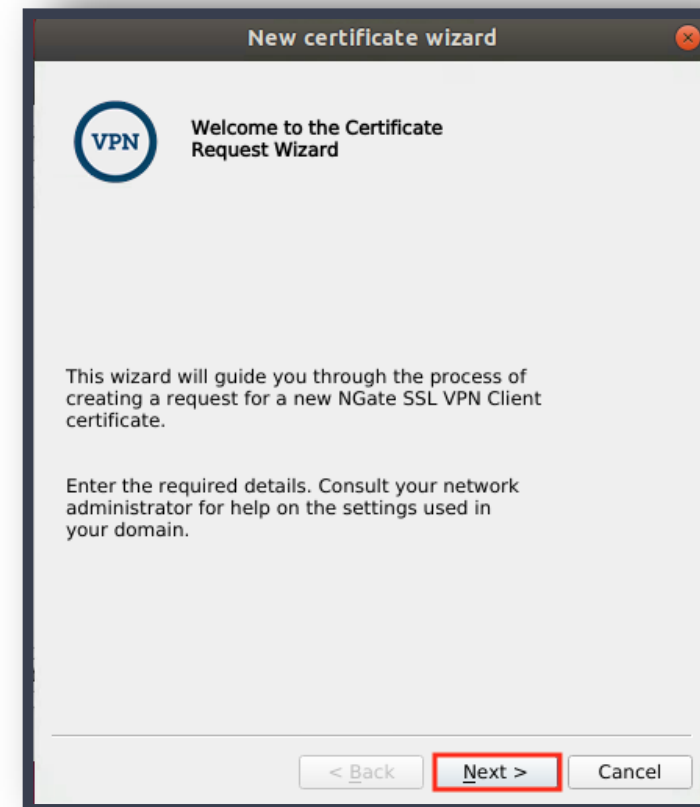 New certificate wizard
VPN
Welcome to the Certificate
Request Wizard
This wizard will guide you through the process of
creating a request for a new NGate SSL VPN Client
certificate.
Enter the required details. Consult your network
administrator for help on the settings used in
your domain.
< Back Next > Cancel